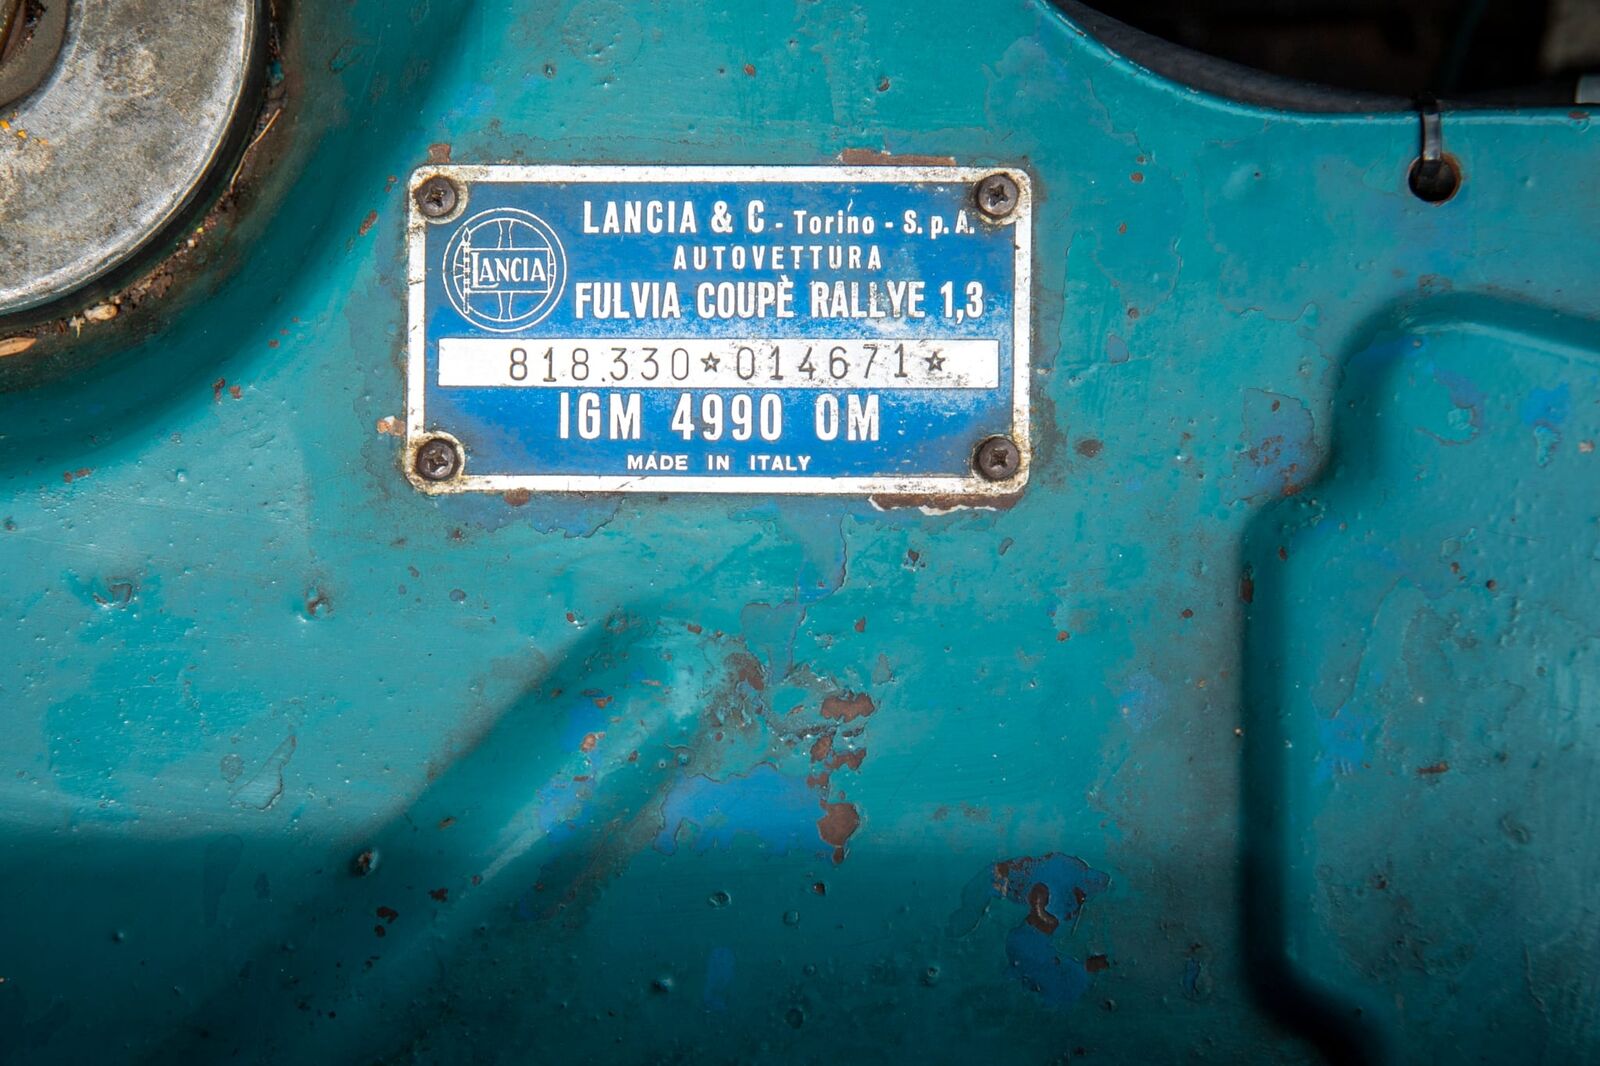 LANCIA & C - Torino - S.p.A.
AUTOVETTURA
LANCIA
FULVIA COUPÈ RALLYE 1,3
818.330☆014671☆
IGM 4990 OM
MADE IN ITALY